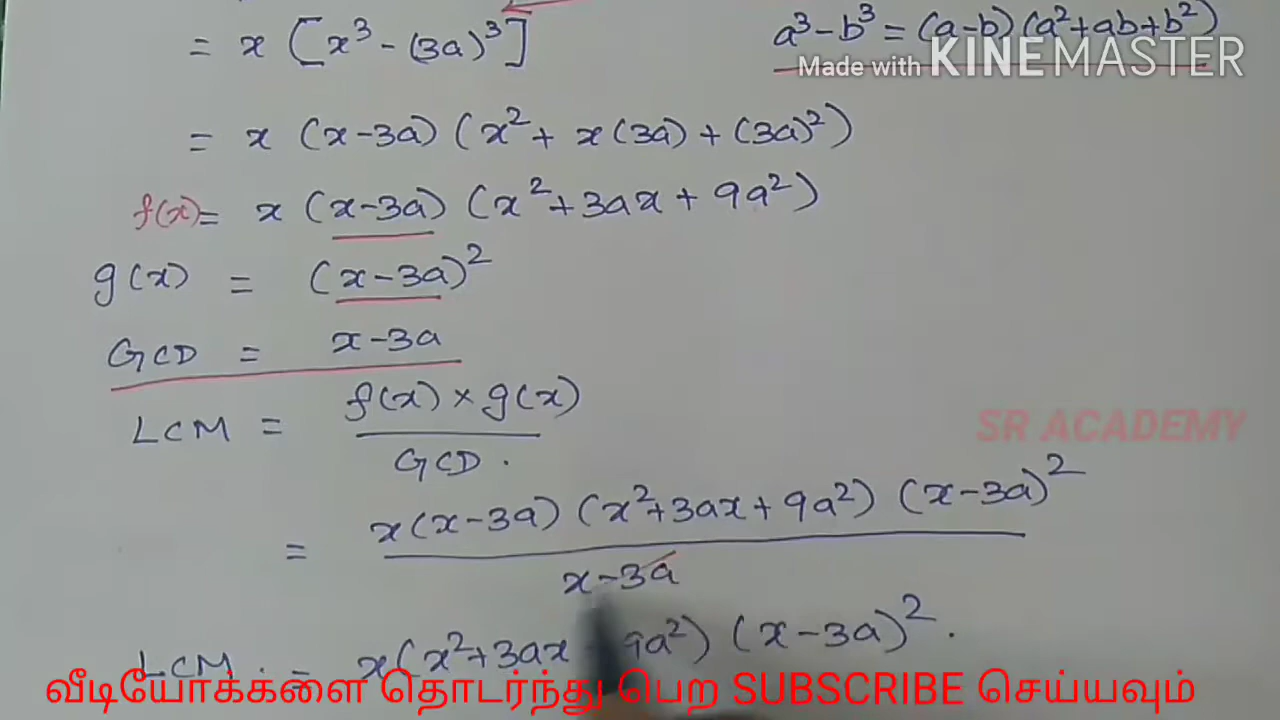 = x [x³ - (3a)³]
a³ - b³ = (a-b) (a²+ab+b²)
Made with KINEMASTER
= x (x-3a) (x² + x(3a) + (3a)²)
f(x) = x (x-3a) (x² + 3ax + 9a²)
g(x) = (x-3a)²
GCD = x-3a
LCM = f(x) × g(x)
GCD.
SR ACADEMY
= x(x-3a) (x²+3ax+9a²) (x-3a)²
x-3a
LCM. = x(x²+3ax 9a²) (x-3a)².
வீடியோக்களை தொடர்ந்து பெற SUBSCRIBE செய்யவும்